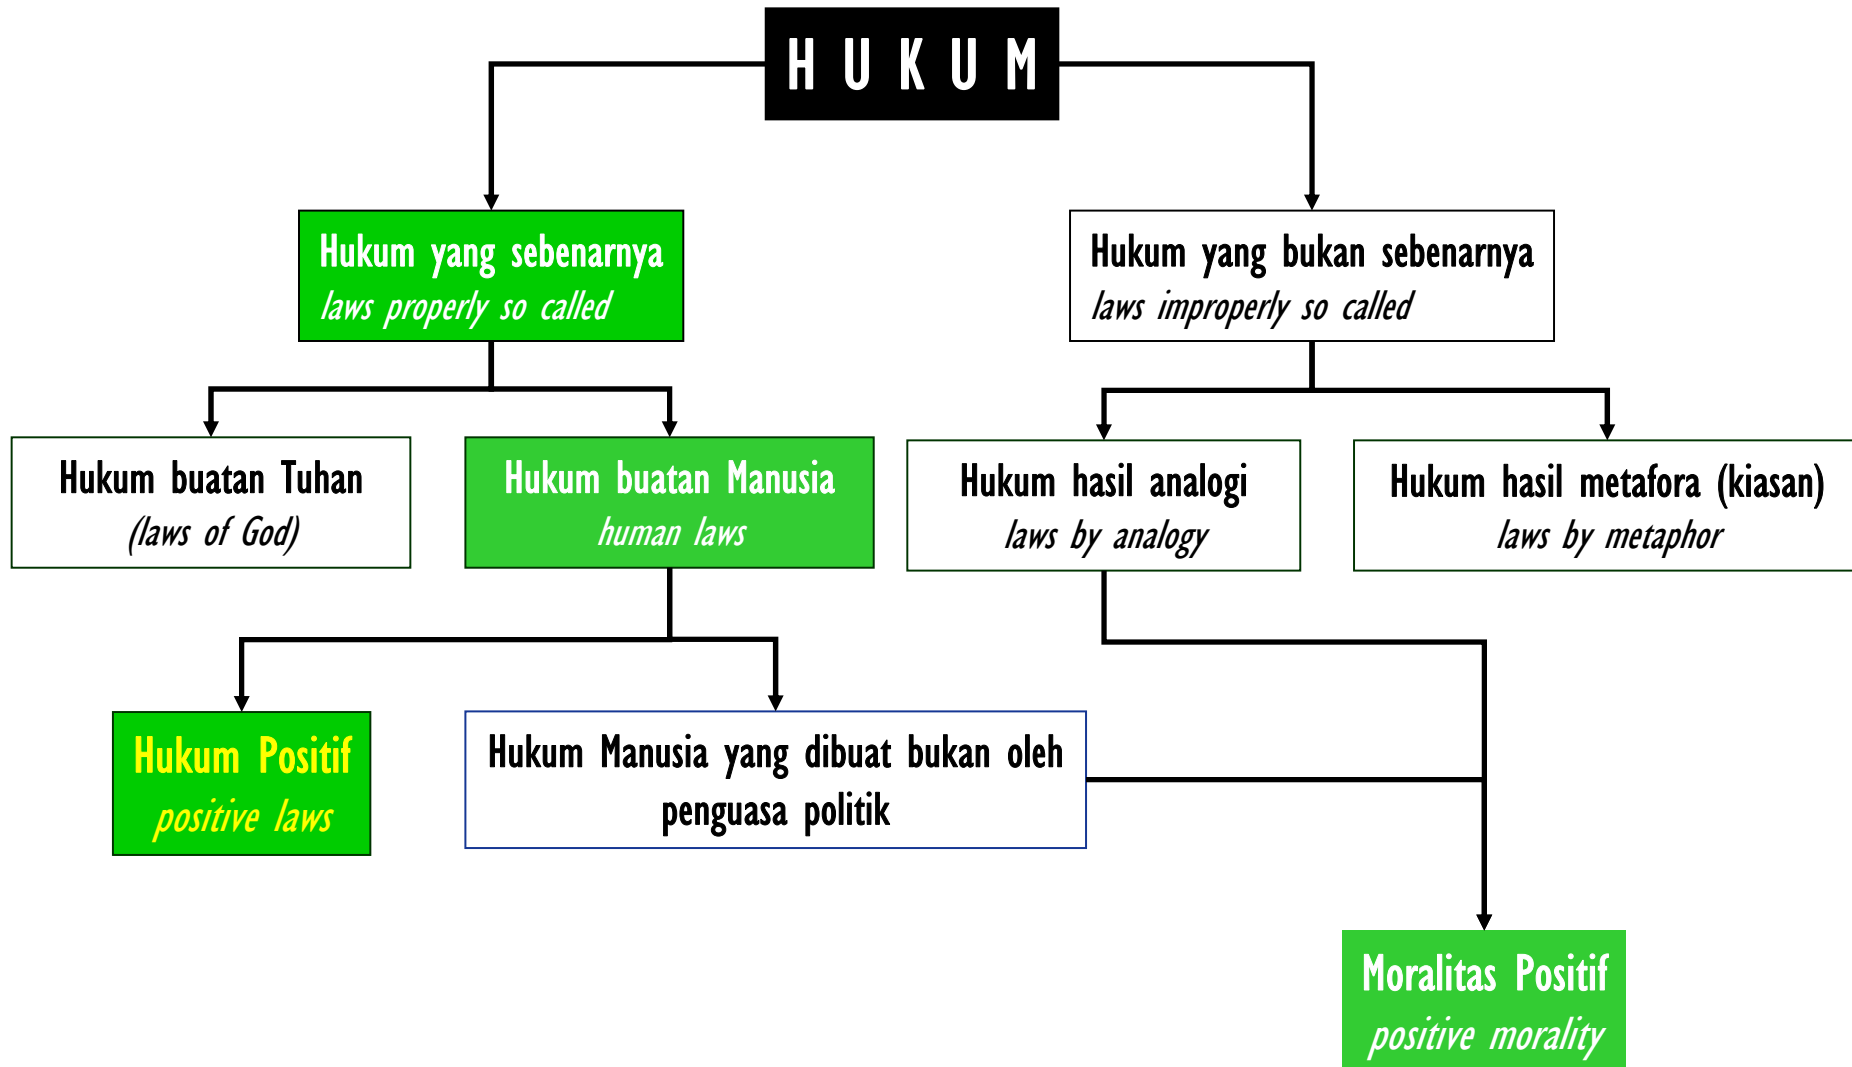 H U K U M
Hukum yang sebenarnya
laws properly so called
Hukum yang bukan sebenarnya
laws improperly so called
Hukum buatan Tuhan
(laws of God)
Hukum buatan Manusia
human laws
Hukum hasil analogi
laws by analogy
Hukum hasil metafora (kiasan)
laws by metaphor
Hukum Positif
positive laws
Hukum Manusia yang dibuat bukan oleh
penguasa politik
Moralitas Positif
positive morality